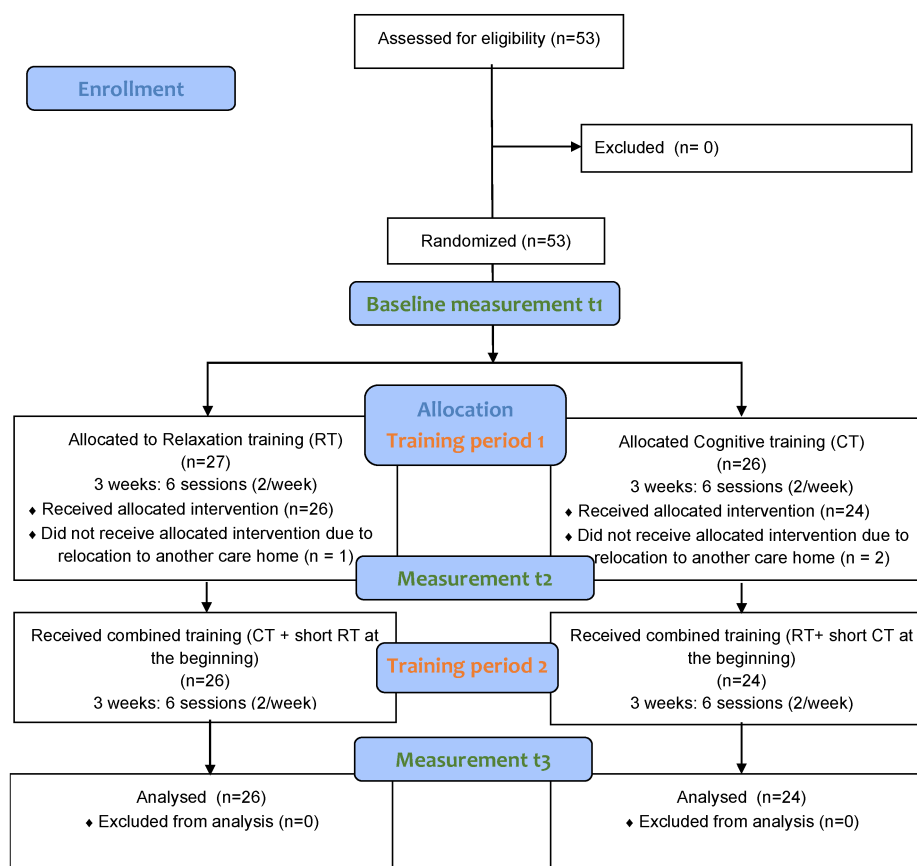 Assessed for eligibility (n=53)
Enrollment
Excluded (n= 0)
Randomized (n=53)
Baseline measurement t1
Allocation
Training period 1
Allocated to Relaxation training (RT)
(n=27)
3 weeks: 6 sessions (2/week)
♦ Received allocated intervention (n=26)
♦ Did not receive allocated intervention due to
relocation to another care home (n = 1)
Allocated Cognitive training (CT)
(n=26)
3 weeks: 6 sessions (2/week)
♦ Received allocated intervention (n=24)
♦ Did not receive allocated intervention due to
relocation to another care home (n = 2)
Measurement t2
Received combined training (CT + short RT at
the beginning)
(n=26)
3 weeks: 6 sessions (2/week)
Training period 2
Received combined training (RT+ short CT at
the beginning)
(n=24)
3 weeks: 6 sessions (2/week)
Measurement t3
Analysed (n=26)
♦ Excluded from analysis (n=0)
Analysed (n=24)
♦ Excluded from analysis (n=0)